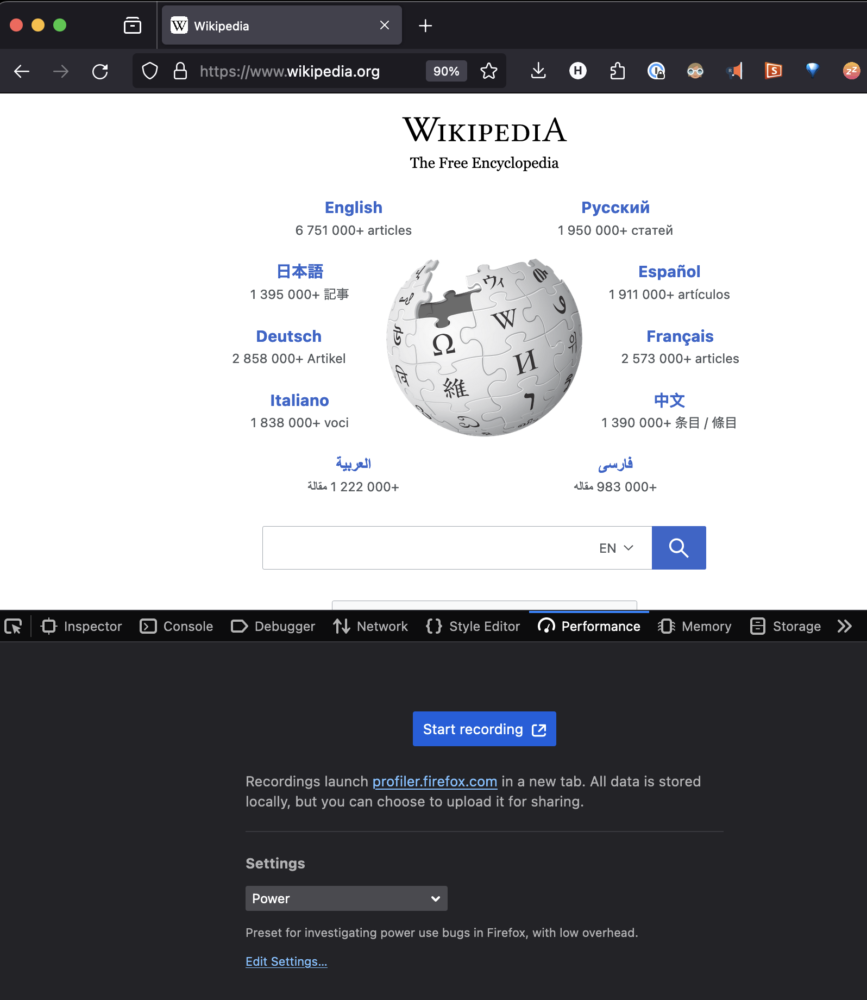 Wikipedia
https://www.wikipedia.org
90%
WIKIPEDIA
The Free Encyclopedia
English
6 751 000+ articles
Русский
1 950 000+ статей
日本語
1 395 000+ 記事
Español
1 911 000+ artículos
Deutsch
2 858 000+ Artikel
Français
2 573 000+ articles
Italiano
1 838 000+ voci
中文
1 390 000+ 条目 / 條目
العربية
1 222 000+ مقالة
فارسی
983 000+ مقاله
Ω
W
И
維
ウィ
EN
Inspector
Console
Debugger
Network
Style Editor
Performance
Memory
Storage
Start recording
Recordings launch profiler.firefox.com in a new tab. All data is stored
locally, but you can choose to upload it for sharing.
Settings
Power
Preset for investigating power use bugs in Firefox, with low overhead.
Edit Settings…